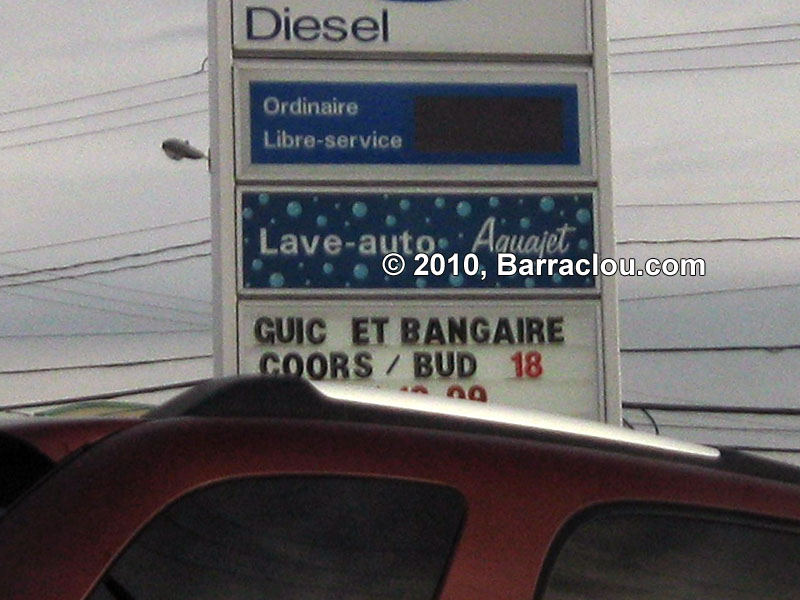 Diesel
Ordinaire
Libre-service
Lave-auto Aquajet
© 2010, Barraclou.com
GUIC ET BANGAIRE
COORS / BUD 18